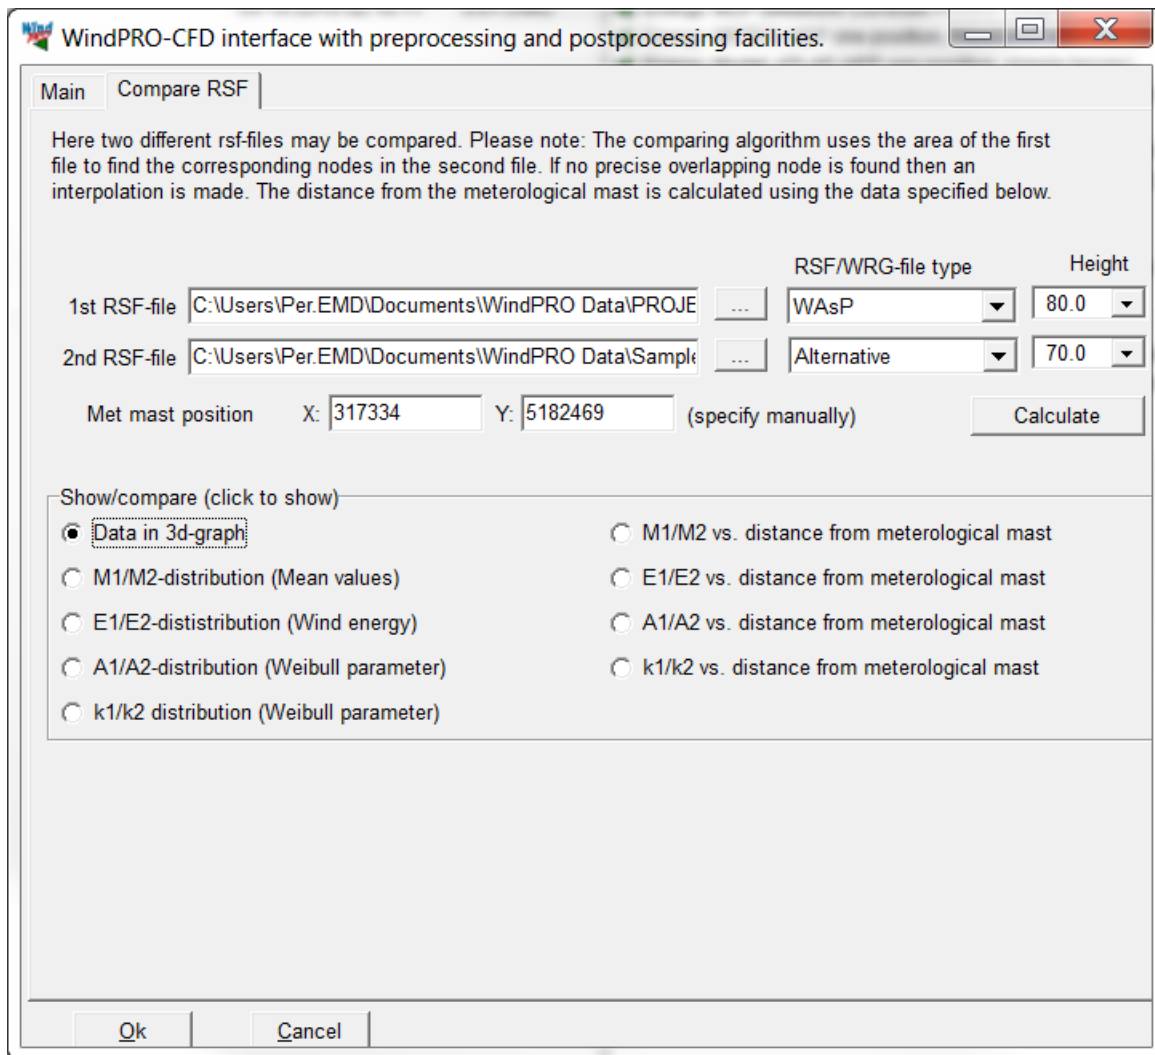 Wind
WindPRO-CFD interface with preprocessing and postprocessing facilities.
Main Compare RSF
Here two different rsf-files may be compared. Please note: The comparing algorithm uses the area of the first
file to find the corresponding nodes in the second file. If no precise overlapping node is found then an
interpolation is made. The distance from the meterological mast is calculated using the data specified below.
RSF/WRG-file type Height
1st RSF-file C:\Users\Per.EMD\Documents\WindPRO Data\PROJE ... WAsP 80.0
2nd RSF-file C:\Users\Per.EMD\Documents\WindPRO Data\Sample ... Alternative 70.0
Met mast position X: 317334 Y: 5182469 (specify manually) Calculate
Show/compare (click to show)
Data in 3d-graph M1/M2 vs. distance from meterological mast
M1/M2-distribution (Mean values) E1/E2 vs. distance from meterological mast
E1/E2-dististribution (Wind energy) A1/A2 vs. distance from meterological mast
A1/A2-distribution (Weibull parameter) k1/k2 vs. distance from meterological mast
k1/k2 distribution (Weibull parameter)
Ok Cancel